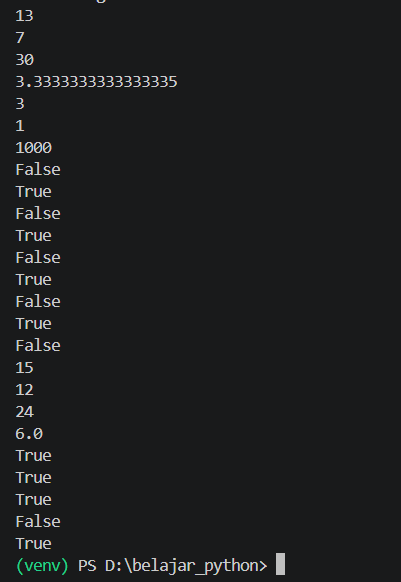 13
7
30
3.3333333333333335
3
1
1000
False
True
False
True
False
True
False
True
False
15
12
24
6.0
True
True
True
False
True
(venv) PS D:\belajar_python>